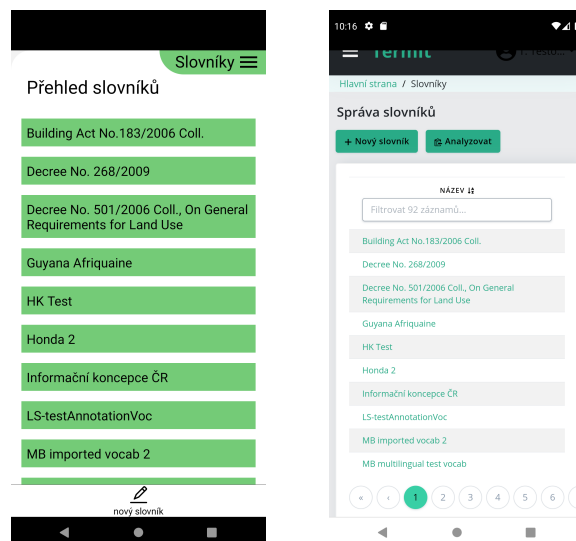 Slovníky
Přehled slovníků
Building Act No.183/2006 Coll.
Decree No. 268/2009
Decree No. 501/2006 Coll., On General
Requirements for Land Use
Guyana Afriquaine
HK Test
Honda 2
Informační koncepce ČR
LS-testAnnotationVoc
MB imported vocab 2
nový slovník
10:16
Termit
Hlavní strana / Slovníky
Správa slovníků
+ Nový slovník
Analyzovat
NÁZEV
Filtrovat 92 záznamů...
Building Act No.183/2006 Coll.
Decree No. 268/2009
Decree No. 501/2006 Coll., On General
Requirements for Land Use
Guyana Afriquaine
HK Test
Honda 2
Informační koncepce ČR
LS-testAnnotationVoc
MB imported vocab 2
MB multilingual test vocab
« ‹ 1 2 3 4 5 6